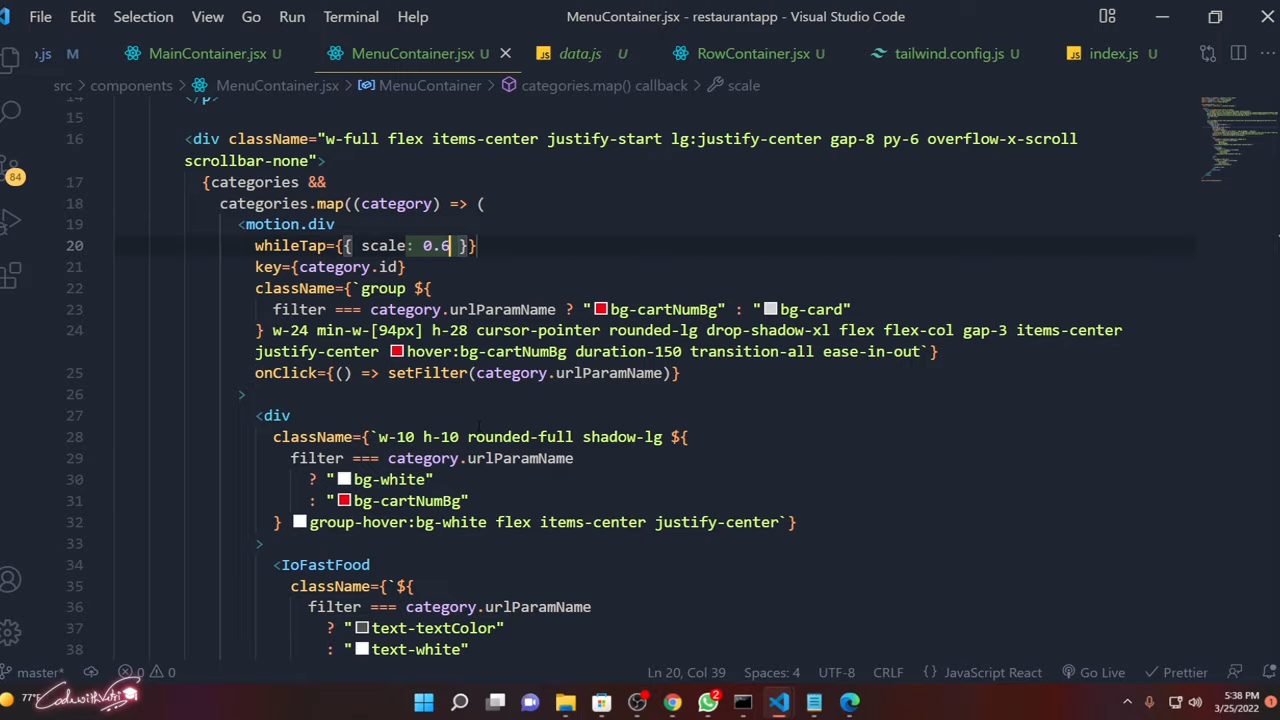 File Edit Selection View Go Run Terminal Help MenuContainer.jsx - restaurantapp - Visual Studio Code
.js M MainContainer.jsx U MenuContainer.jsx U data.js U RowContainer.jsx U tailwind.config.js U index.js U
src > components > MenuContainer.jsx > MenuContainer > categories.map() callback > scale
14 </p>
15
16 <div className="w-full flex items-center justify-start lg:justify-center gap-8 py-6 overflow-x-scroll
scrollbar-none">
17 {categories &&
18 categories.map((category) => (
19 <motion.div
20 whileTap={{ scale: 0.6 }}
21 key={category.id}
22 className={`group ${
23 filter === category.urlParamName ? "bg-cartNumBg" : "bg-card"
24 } w-24 min-w-[94px] h-28 cursor-pointer rounded-lg drop-shadow-xl flex flex-col gap-3 items-center
justify-center hover:bg-cartNumBg duration-150 transition-all ease-in-out`}
25 onClick={() => setFilter(category.urlParamName)}
26 >
27 <div
28 className={`w-10 h-10 rounded-full shadow-lg ${
29 filter === category.urlParamName
30 ? "bg-white"
31 : "bg-cartNumBg"
32 } group-hover:bg-white flex items-center justify-center`}
33 >
34 <IoFastFood
35 className={`${
36 filter === category.urlParamName
37 ? "text-textColor"
38 : "text-white"
84
master* 0 0 Ln 20, Col 39 Spaces: 4 UTF-8 CRLF JavaScript React Go Live Prettier
77°F CodewithVetri 2 5:38 PM
3/25/2022 1